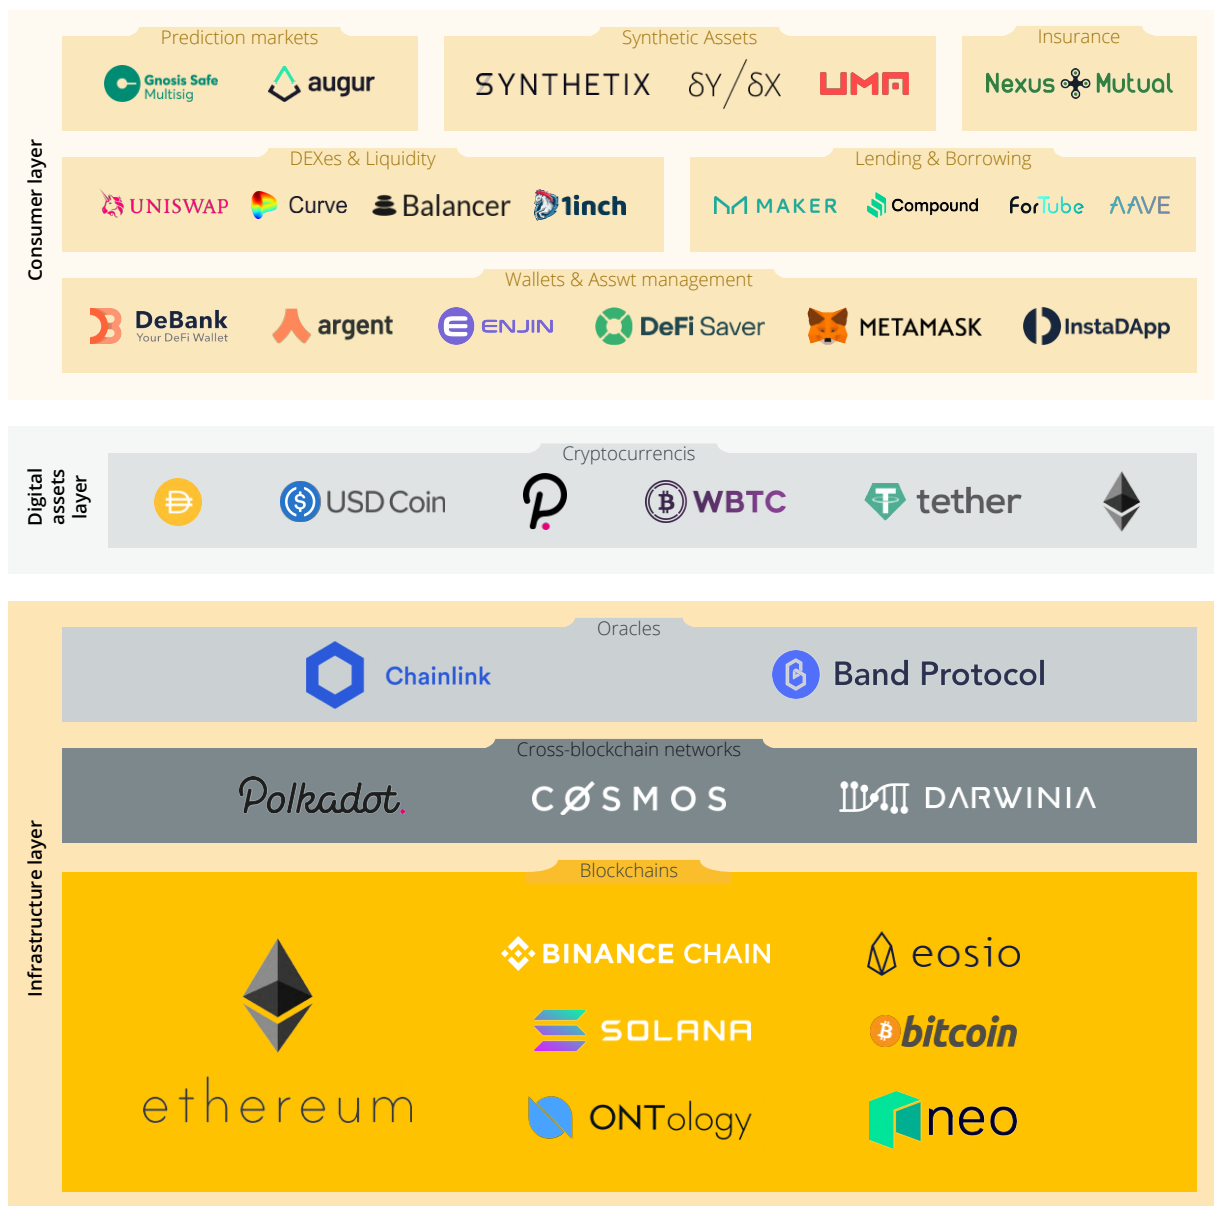 Consumer layer
Prediction markets
Gnosis Safe
Multisig
augur
Synthetic Assets
SYNTHETIX
δY/δX
UMA
Insurance
Nexus Mutual
DEXes & Liquidity
UNISWAP
Curve
Balancer
1inch
Lending & Borrowing
MAKER
Compound
ForTube
AAVE
Wallets & Asswt management
DeBank
Your DeFi Wallet
argent
ENJIN
DeFi Saver
METAMASK
InstaDApp
Digital
assets
layer
Cryptocurrencis
USD Coin
WBTC
tether
Infrastructure layer
Oracles
Chainlink
Band Protocol
Cross-blockchain networks
Polkadot.
CØSMOS
DARWINIA
Blockchains
ethereum
BINANCE CHAIN
eosio
SOLANA
bitcoin
ONTology
neo